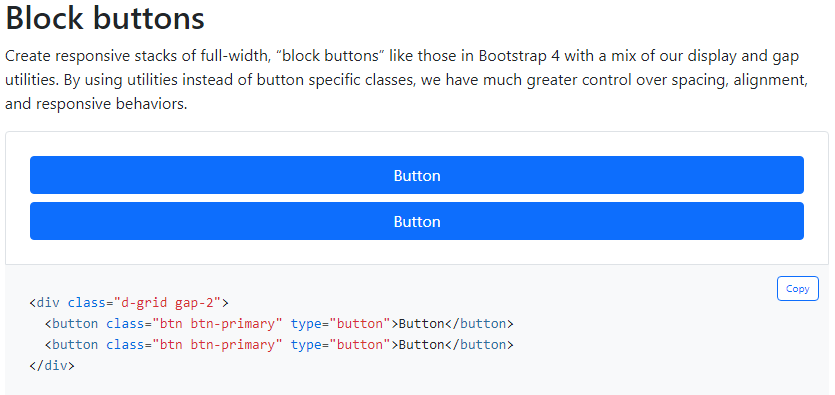 Block buttons
Create responsive stacks of full-width, “block buttons” like those in Bootstrap 4 with a mix of our display and gap
utilities. By using utilities instead of button specific classes, we have much greater control over spacing, alignment,
and responsive behaviors.
Button
Button
Copy
<div class="d-grid gap-2">
  <button class="btn btn-primary" type="button">Button</button>
  <button class="btn btn-primary" type="button">Button</button>
</div>